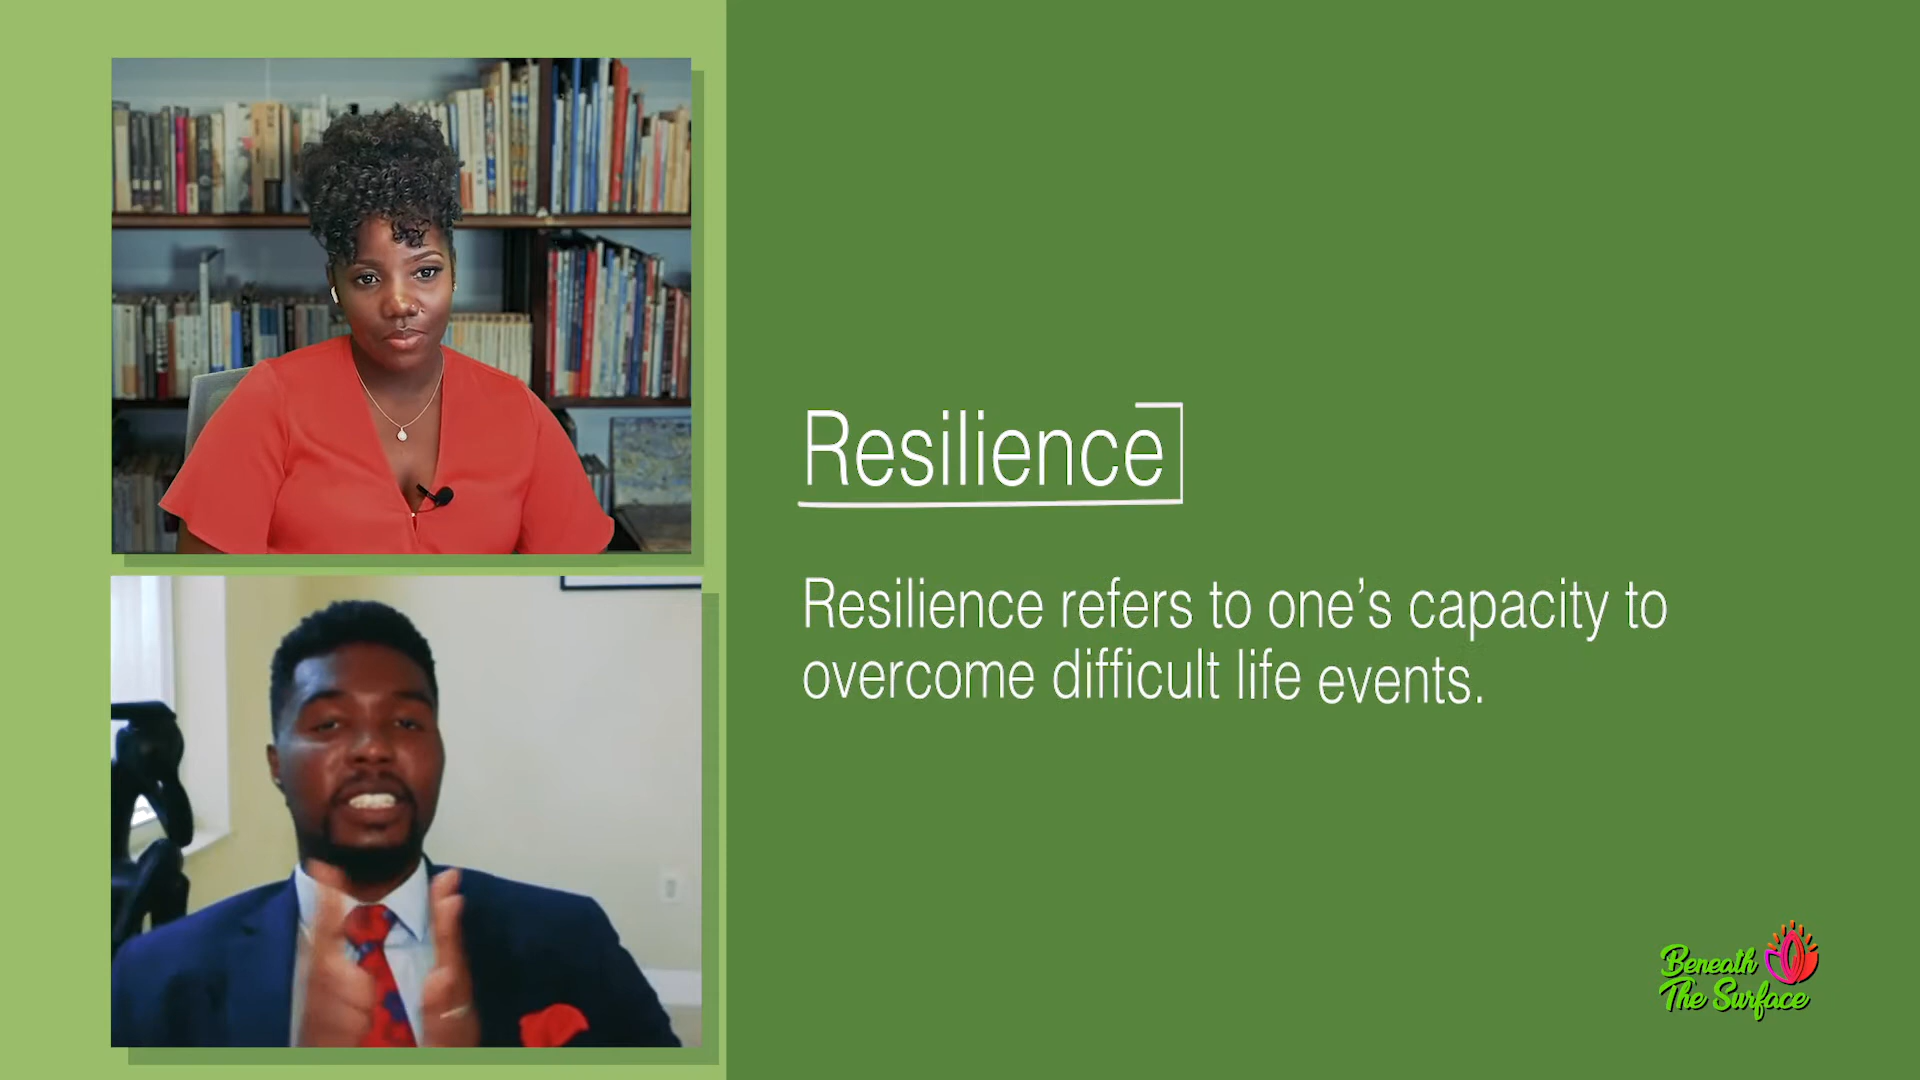 Resilience
Resilience refers to one's capacity to
overcome difficult life events.
Beneath
The Surface